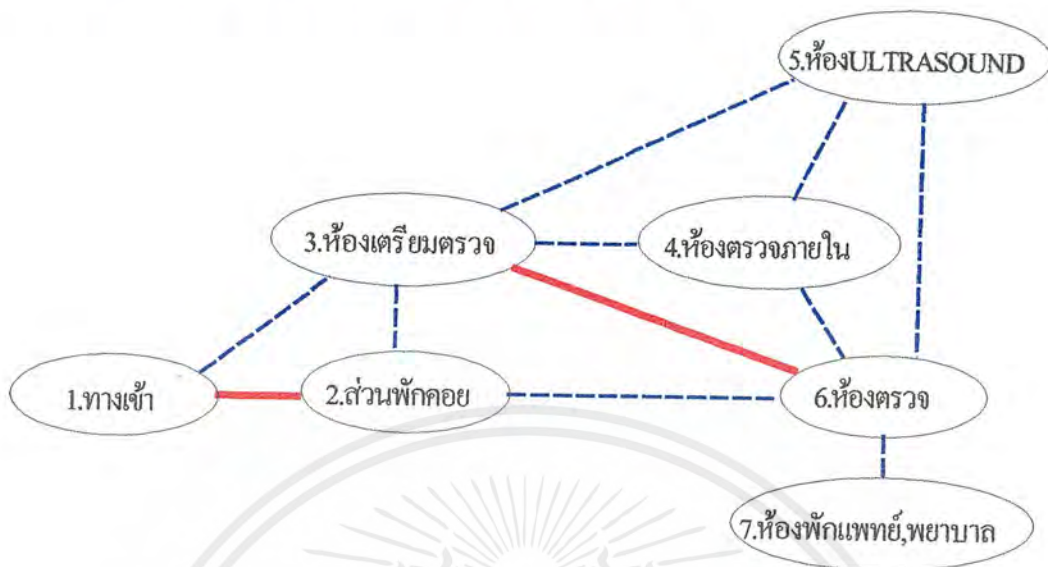 5.ห้องULTRASOUND
3.ห้องเตรียมตรวจ
4.ห้องตรวจภายใน
1.ทางเข้า
2.ส่วนพักคอย
6.ห้องตรวจ
7.ห้องพักแพทย์,พยาบาล